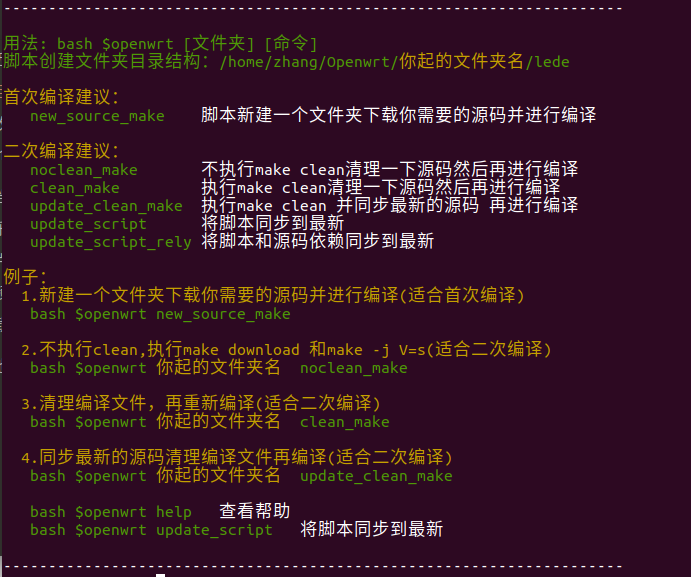 ---------------------------------------------------------------------
用法: bash $openwrt [文件夹] [命令]
脚本创建文件夹目录结构：/home/zhang/Openwrt/你起的文件夹名/lede
首次编译建议：
new_source_make 脚本新建一个文件夹下载你需要的源码并进行编译
二次编译建议：
noclean_make 不执行make clean清理一下源码然后再进行编译
clean_make 执行make clean清理一下源码然后再进行编译
update_clean_make 执行make clean 并同步最新的源码 再进行编译
update_script 将脚本同步到最新
update_script_rely 将脚本和源码依赖同步到最新
例子：
1.新建一个文件夹下载你需要的源码并进行编译(适合首次编译)
bash $openwrt new_source_make
2.不执行clean,执行make download 和make -j V=s(适合二次编译)
bash $openwrt 你起的文件夹名 noclean_make
3.清理编译文件，再重新编译(适合二次编译)
bash $openwrt 你起的文件夹名 clean_make
4.同步最新的源码清理编译文件再编译(适合二次编译)
bash $openwrt 你起的文件夹名 update_clean_make
bash $openwrt help 查看帮助
bash $openwrt update_script 将脚本同步到最新
---------------------------------------------------------------------